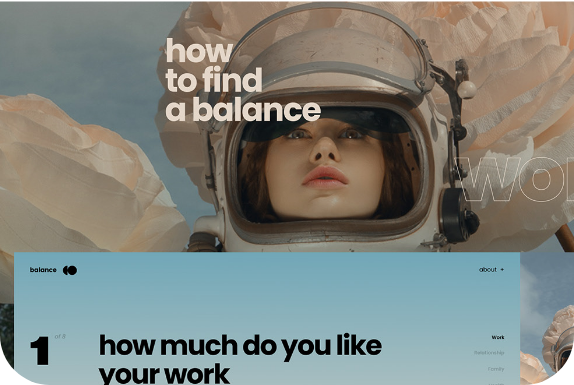 how
to find
a balance
WO
balance
about +
1
of 8
how much do you like
your work
Work
Relationship
Family